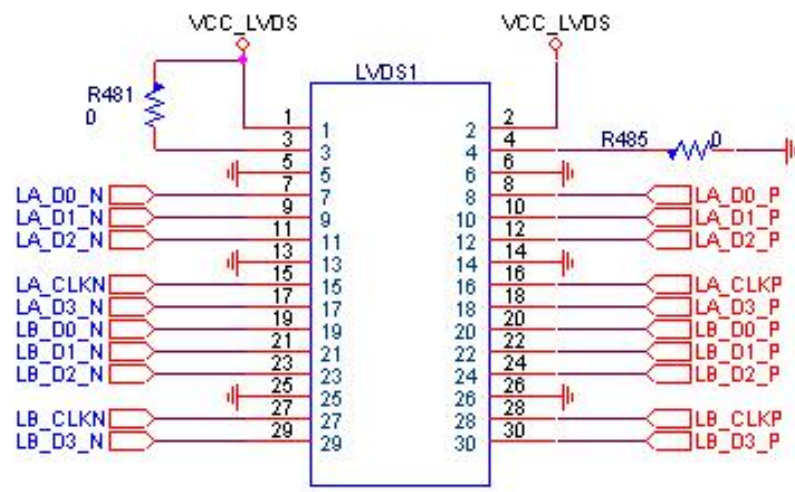 VCC_LVDS VCC_LVDS
LVDS1
R481
0
1 1 2 2
3 3 4 4 R485 0
5 5 6 6
LA_D0_N 7 7 8 8 LA_D0_P
LA_D1_N 9 9 10 10 LA_D1_P
LA_D2_N 11 11 12 12 LA_D2_P
13 13 14 14
LA_CLKN 15 15 16 16 LA_CLKP
LA_D3_N 17 17 18 18 LA_D3_P
LB_D0_N 19 19 20 20 LB_D0_P
LB_D1_N 21 21 22 22 LB_D1_P
LB_D2_N 23 23 24 24 LB_D2_P
25 25 26 26
LB_CLKN 27 27 28 28 LB_CLKP
LB_D3_N 29 29 30 30 LB_D3_P